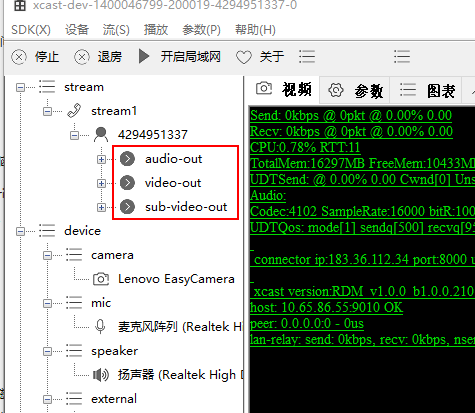 xcast-dev-1400046799-200019-4294951337-0
SDK(X) 设备 流(S) 播放 参数(P) 帮助(H)
停止 退房 开启局域网 关于
stream
stream1
4294951337
audio-out
video-out
sub-video-out
device
camera
Lenovo EasyCamera
mic
麦克风阵列 (Realtek H
speaker
扬声器 (Realtek High D
external
视频 参数 图表
Send: 0kbps @ 0pkt @ 0.00% 0.00
Recv: 0kbps @ 0pkt @ 0.00% 0.00
CPU:0.78% RTT:11
TotalMem:16297MB FreeMem:10433M
UDTSend: @ 0.00% 0.00 Cwnd[0] Uns
Audio:
Codec:4102 SampleRate:16000 bitR:100
UDTQos: mode[1] sendq[500] recvq[9
-
connector ip:183.36.112.34 port:8000 u
-
xcast version:RDM_v1.0.0_b1.0.0.210
host: 10.65.86.55:9010 OK
peer: 0.0.0.0:0 - 0us
lan-relay: send: 0kbps, recv: 0kbps, nse